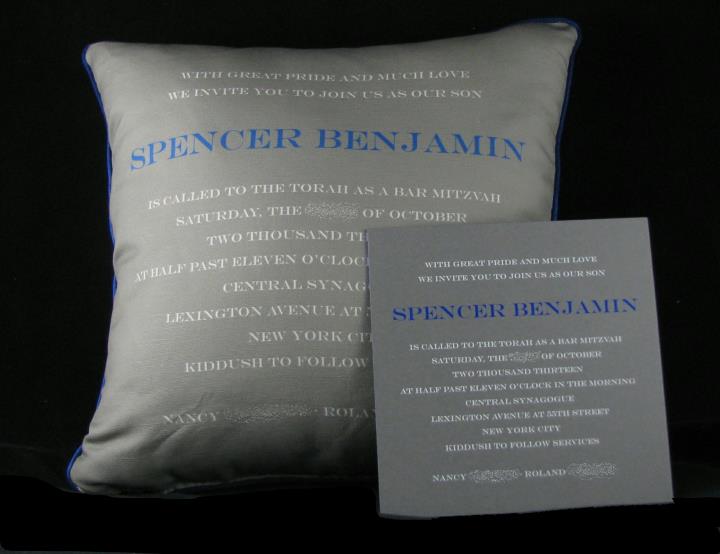 WITH GREAT PRIDE AND MUCH LOVE
WE INVITE YOU TO JOIN US AS OUR SON
SPENCER BENJAMIN
IS CALLED TO THE TORAH AS A BAR MITZVAH
SATURDAY, THE OF OCTOBER
TWO THOUSAND
AT HALF PAST ELEVEN O'CLOCK
CENTRAL
LEXINGTON AVENUE AT
NEW YORK
KIDDUSH TO FOLLOW
NANCY
WITH GREAT PRIDE AND MUCH LOVE
WE INVITE YOU TO JOIN US AS OUR SON
SPENCER BENJAMIN
IS CALLED TO THE TORAH AS A BAR MITZVAH
SATURDAY, THE OF OCTOBER
TWO THOUSAND THIRTEEN
AT HALF PAST ELEVEN O'CLOCK IN THE MORNING
CENTRAL SYNAGOGUE
LEXINGTON AVENUE AT 55TH STREET
NEW YORK CITY
KIDDUSH TO FOLLOW SERVICES
NANCY ROLAND